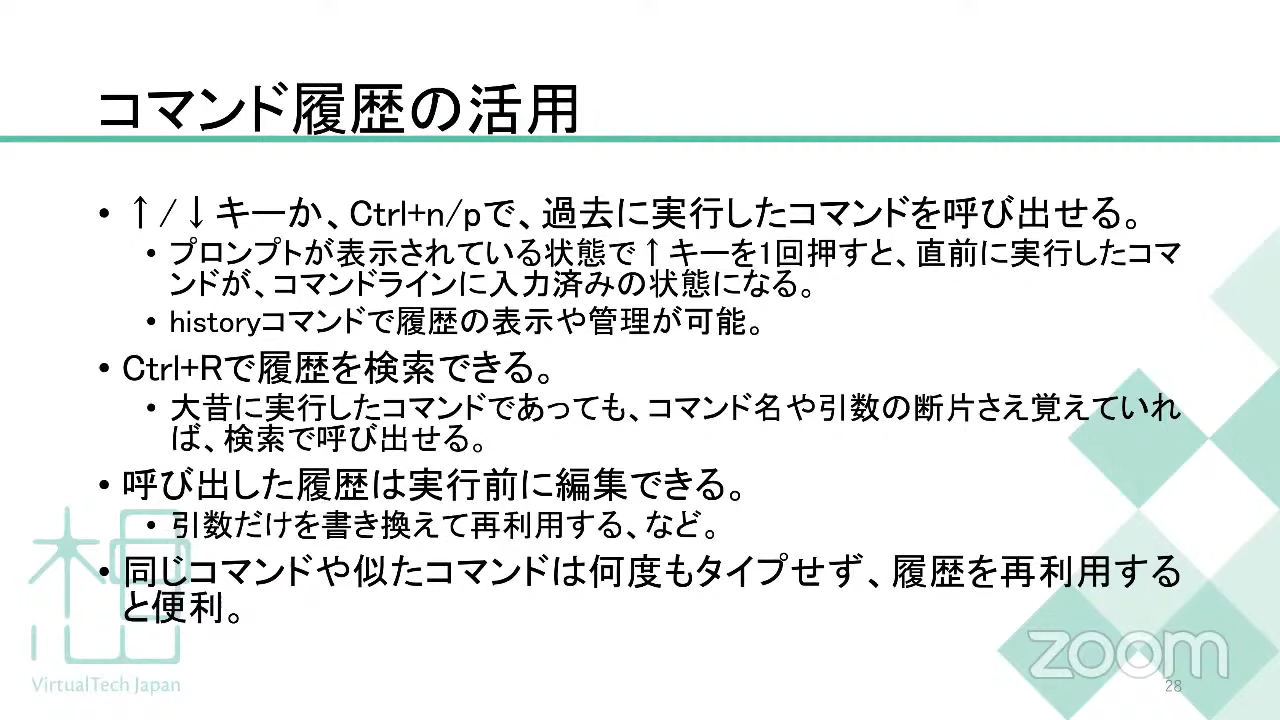 コマンド履歴の活用
• ↑/↓キーか、Ctrl+n/pで、過去に実行したコマンドを呼び出せる。
• プロンプトが表示されている状態で↑キーを1回押すと、直前に実行したコマ
ンドが、コマンドラインに入力済みの状態になる。
• historyコマンドで履歴の表示や管理が可能。
• Ctrl+Rで履歴を検索できる。
• 大昔に実行したコマンドであっても、コマンド名や引数の断片さえ覚えていれ
ば、検索で呼び出せる。
• 呼び出した履歴は実行前に編集できる。
• 引数だけを書き換えて再利用する、など。
• 同じコマンドや似たコマンドは何度もタイプせず、履歴を再利用する
と便利。
VirtualTech Japan
zoom
28